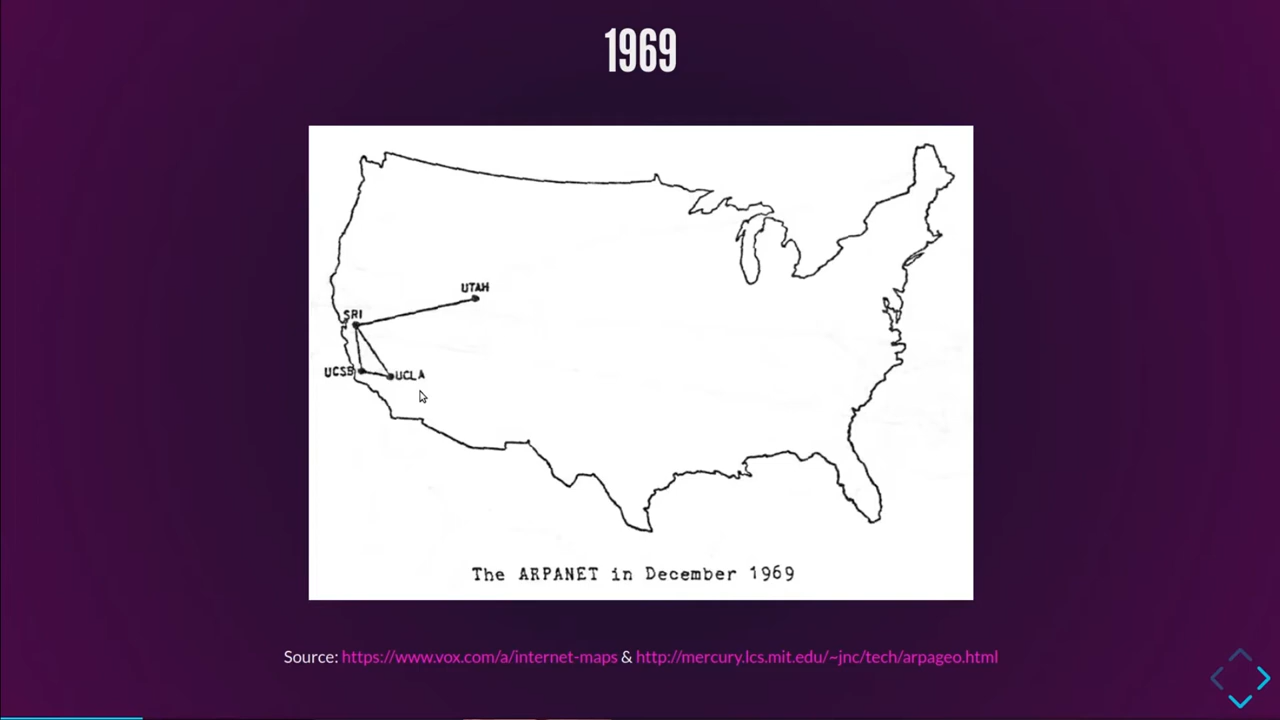 1969
UTAH
SRI
UCSB
UCLA
The ARPANET in December 1969
Source: https://www.vox.com/a/internet-maps & http://mercury.lcs.mit.edu/~jnc/tech/arpageo.html